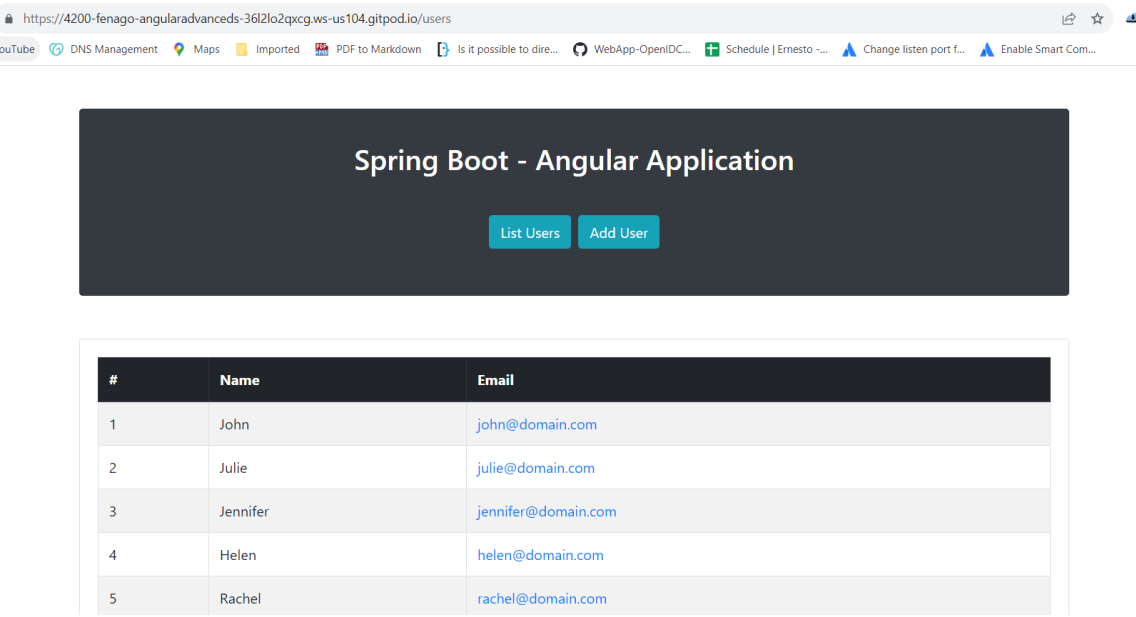 https://4200-fenago-angularadvanceds-36l2lo2qxcg.ws-us104.gitpod.io/users
ouTube DNS Management Maps Imported PDF to Markdown Is it possible to dire... WebApp-OpenIDC... Schedule | Ernesto -... Change listen port f... Enable Smart Com...
Spring Boot - Angular Application
List Users Add User
# Name Email
1 John john@domain.com
2 Julie julie@domain.com
3 Jennifer jennifer@domain.com
4 Helen helen@domain.com
5 Rachel rachel@domain.com